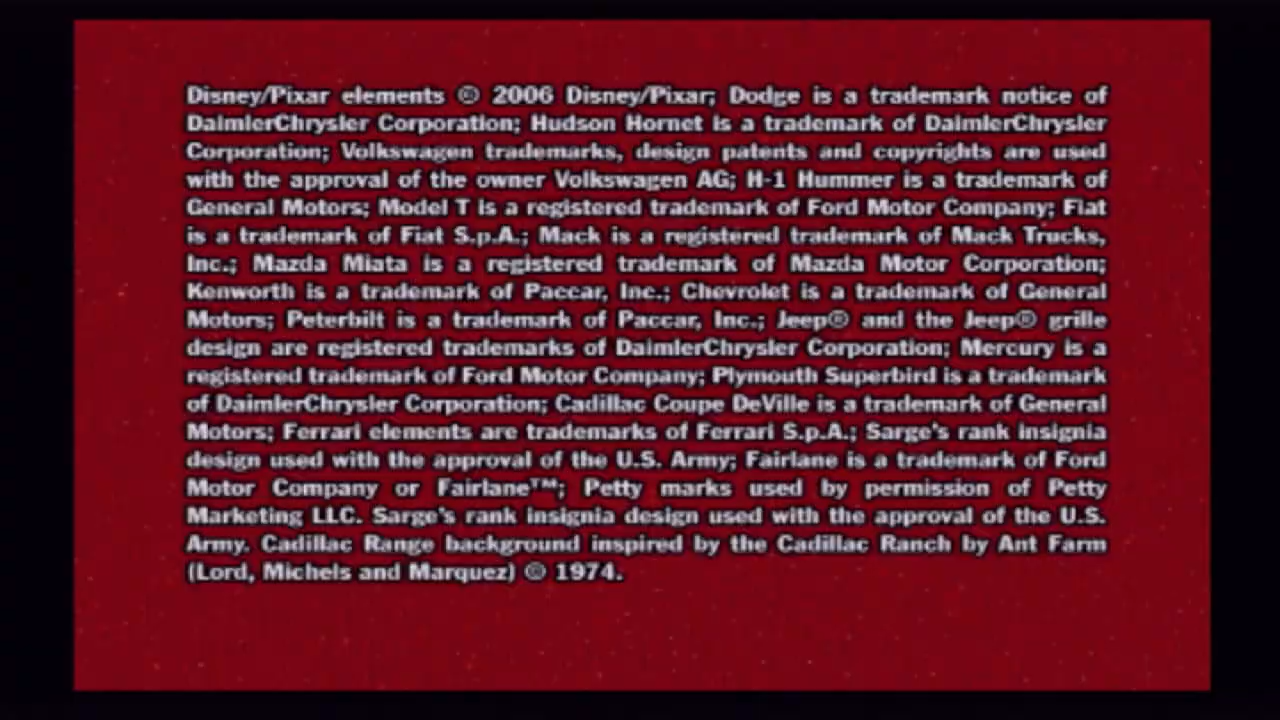 Disney/Pixar elements © 2006 Disney/Pixar; Dodge is a trademark notice of
DaimlerChrysler Corporation; Hudson Hornet is a trademark of DaimlerChrysler
Corporation; Volkswagen trademarks, design patents and copyrights are used
with the approval of the owner Volkswagen AG; H-1 Hummer is a trademark of
General Motors; Model T is a registered trademark of Ford Motor Company; Fiat
is a trademark of Fiat S.p.A.; Mack is a registered trademark of Mack Trucks,
Inc.; Mazda Miata is a registered trademark of Mazda Motor Corporation;
Kenworth is a trademark of Paccar, Inc.; Chevrolet is a trademark of General
Motors; Peterbilt is a trademark of Paccar, Inc.; Jeep® and the Jeep® grille
design are registered trademarks of DaimlerChrysler Corporation; Mercury is a
registered trademark of Ford Motor Company; Plymouth Superbird is a trademark
of DaimlerChrysler Corporation; Cadillac Coupe DeVille is a trademark of General
Motors; Ferrari elements are trademarks of Ferrari S.p.A.; Sarge's rank insignia
design used with the approval of the U.S. Army; Fairlane is a trademark of Ford
Motor Company or Fairlane™; Petty marks used by permission of Petty
Marketing LLC. Sarge's rank insignia design used with the approval of the U.S.
Army. Cadillac Range background inspired by the Cadillac Ranch by Ant Farm
(Lord, Michels and Marquez) © 1974.